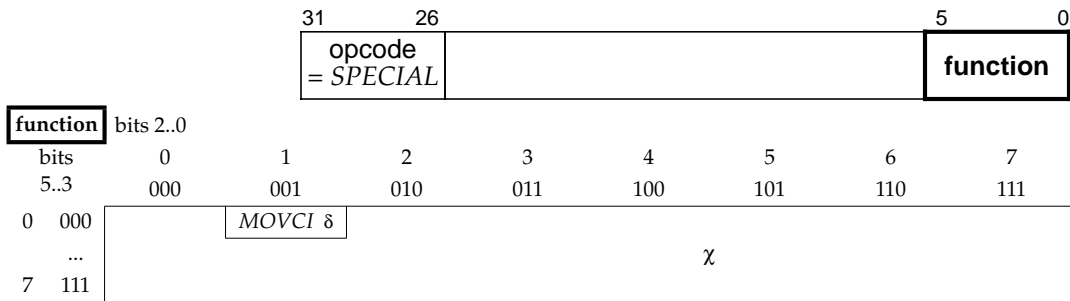 31 26 5 0
opcode
= SPECIAL
function
function bits 2..0
bits 0 1 2 3 4 5 6 7
5..3 000 001 010 011 100 101 110 111
0 000 MOVCI δ
... χ
7 111